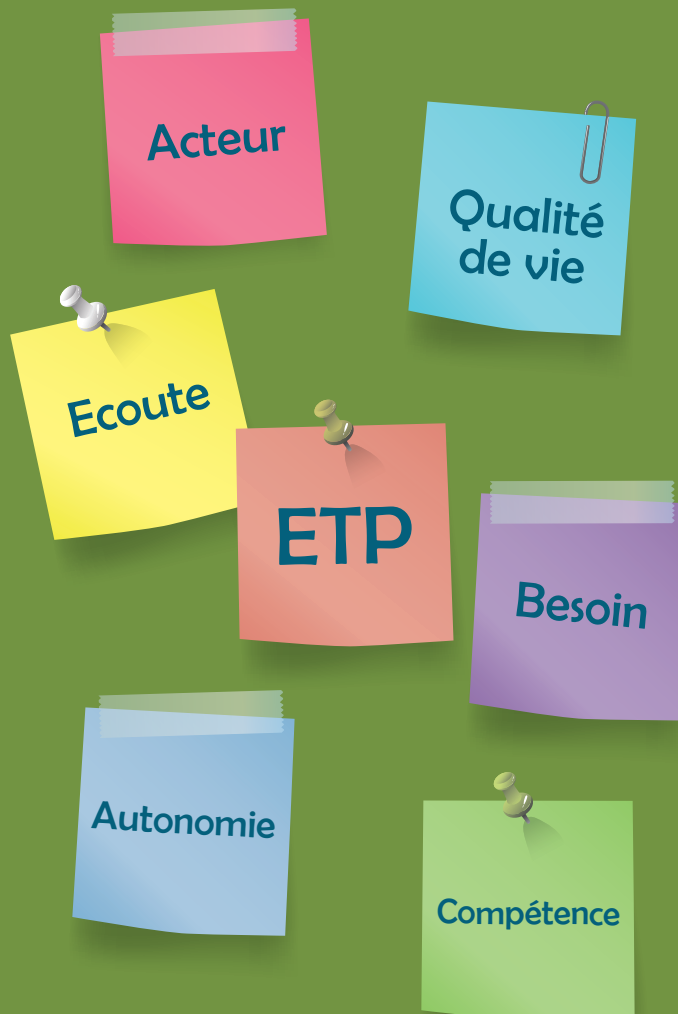 Acteur
Qualité
de vie
Ecoute
ETP
Besoin
Autonomie
Compétence